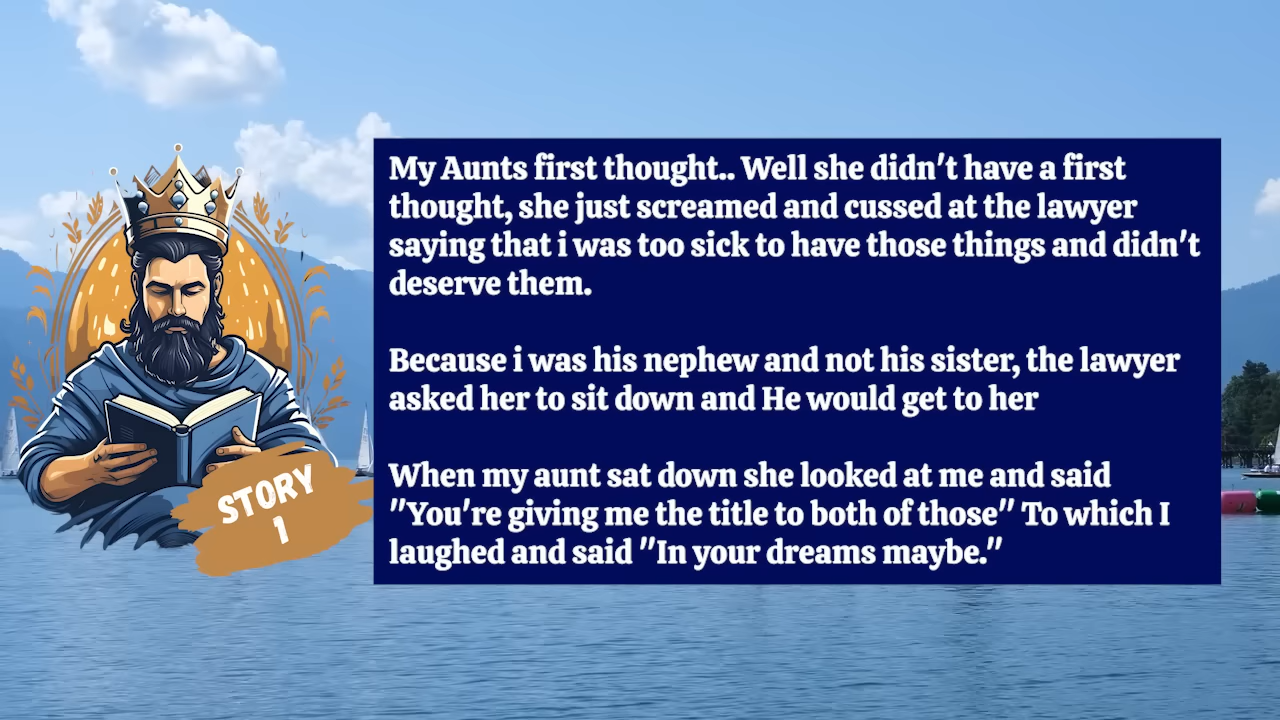 My Aunts first thought.. Well she didn't have a first
thought, she just screamed and cussed at the lawyer
saying that i was too sick to have those things and didn't
deserve them.
Because i was his nephew and not his sister, the lawyer
asked her to sit down and He would get to her
When my aunt sat down she looked at me and said
"You're giving me the title to both of those" To which I
laughed and said "In your dreams maybe."
STORY
1